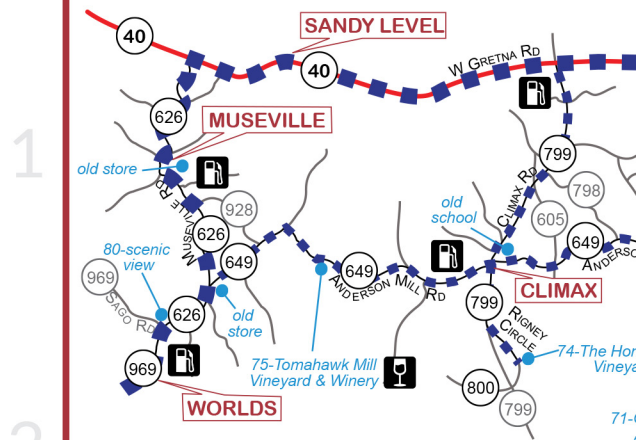 SANDY LEVEL
40
40
W GRETNA RD
1
626
MUSEVILLE
799
old store
CLIMAX RD
798
MUSEVILLE RD
928
old
school
605
626
649
80-scenic
view
649
649
ANDERSON MILL RD
ANDERSO
969
SAGO RD
CLIMAX
old
store
799
626
RIGNEY
CIRCLE
75-Tomahawk Mill
Vineyard & Winery
74-The Hom
Vineya
969
800
WORLDS
799
71-
2